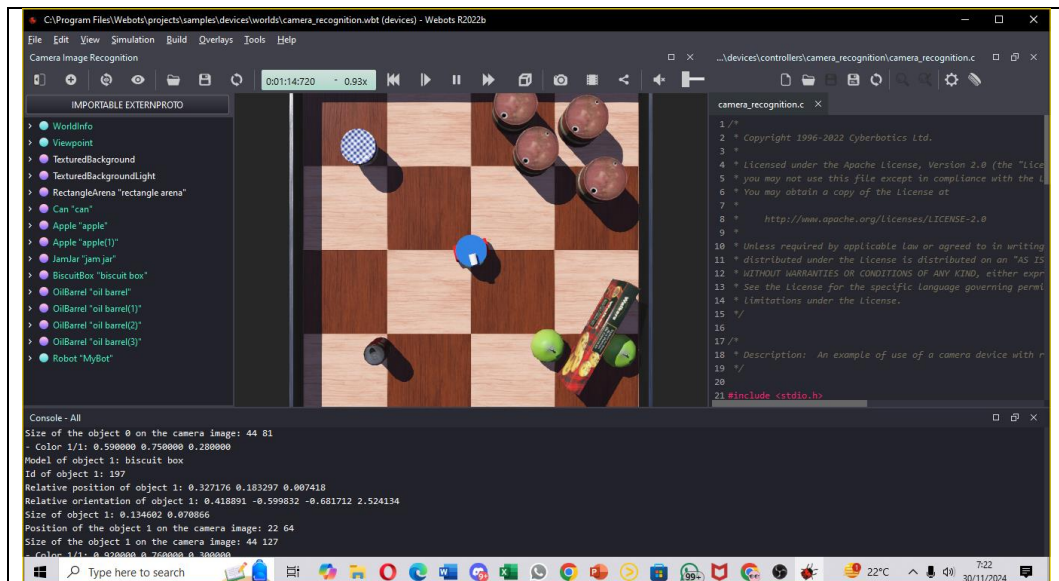 C:\Program Files\Webots\projects\samples\devices\worlds\camera_recognition.wbt (devices) - Webots R2022b
File Edit View Simulation Build Overlays Tools Help
Camera Image Recognition
...\devices\controllers\camera_recognition\camera_recognition.c
0:01:14:720 - 0.93x
IMPORTABLE EXTERNPROTO
WorldInfo
Viewpoint
TexturedBackground
TexturedBackgroundLight
RectangleArena "rectangle arena"
Can "can"
Apple "apple"
Apple "apple(1)"
JamJar "jam jar"
BiscuitBox "biscuit box"
OilBarrel "oil barrel"
OilBarrel "oil barrel(1)"
OilBarrel "oil barrel(2)"
OilBarrel "oil barrel(3)"
Robot "MyBot"
camera_recognition.c
1 /*
2 * Copyright 1996-2022 Cyberbotics Ltd.
3 *
4 * Licensed under the Apache License, Version 2.0 (the "Lice
5 * you may not use this file except in compliance with the L
6 * You may obtain a copy of the License at
7 *
8 * http://www.apache.org/licenses/LICENSE-2.0
9 *
10 * Unless required by applicable law or agreed to in writing
11 * distributed under the License is distributed on an "AS IS
12 * WITHOUT WARRANTIES OR CONDITIONS OF ANY KIND, either expr
13 * See the License for the specific language governing permi
14 * limitations under the License.
15 */
16
17 /*
18 * Description: An example of use of a camera device with r
19 */
20
21 #include <stdio.h>
Console - All
Size of the object 0 on the camera image: 44 81
- Color 1/1: 0.590000 0.750000 0.280000
Model of object 1: biscuit box
Id of object 1: 197
Relative position of object 1: 0.327176 0.183297 0.007418
Relative orientation of object 1: 0.418891 -0.599832 -0.681712 2.524134
Size of object 1: 0.134602 0.070866
Position of the object 1 on the camera image: 22 64
Size of the object 1 on the camera image: 44 127
- Color 1/1: 0.920000 0.760000 0.300000
Type here to search
99+
22°C
7:22
30/11/2024